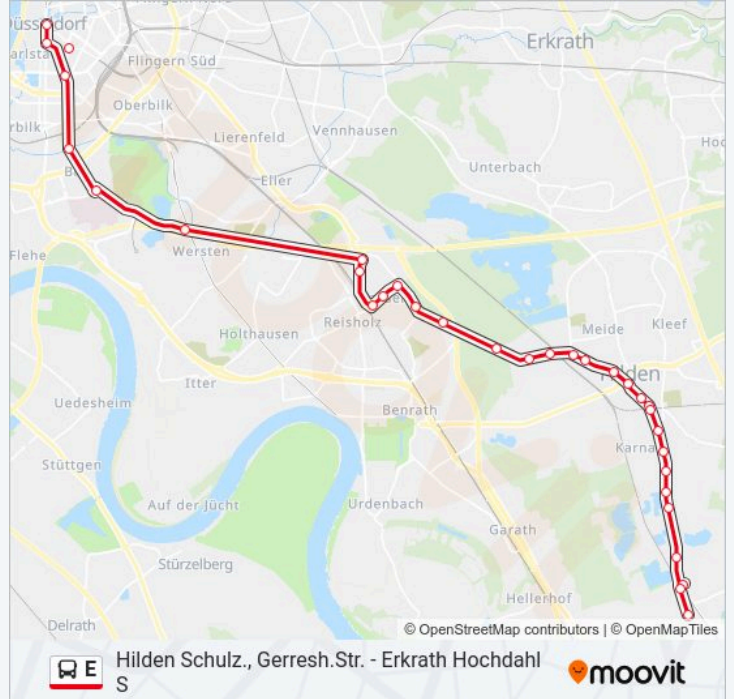 Düsseldorf
Flingern Süd
Erkrath
Oberbilk
Lierenfeld
Vennhausen
Unterbach
Eller
Flehe
Wersten
Reisholz
Holthausen
Meide
Kleef
Hilden
Itter
Uedesheim
Benrath
Stüttgen
Urdenbach
Auf der Jücht
Garath
Stürzelberg
Hellerhof
Delrath
© OpenStreetMap contributors | © OpenMapTiles
E
Hilden Schulz., Gerresh.Str. - Erkrath Hochdahl
S
moovit